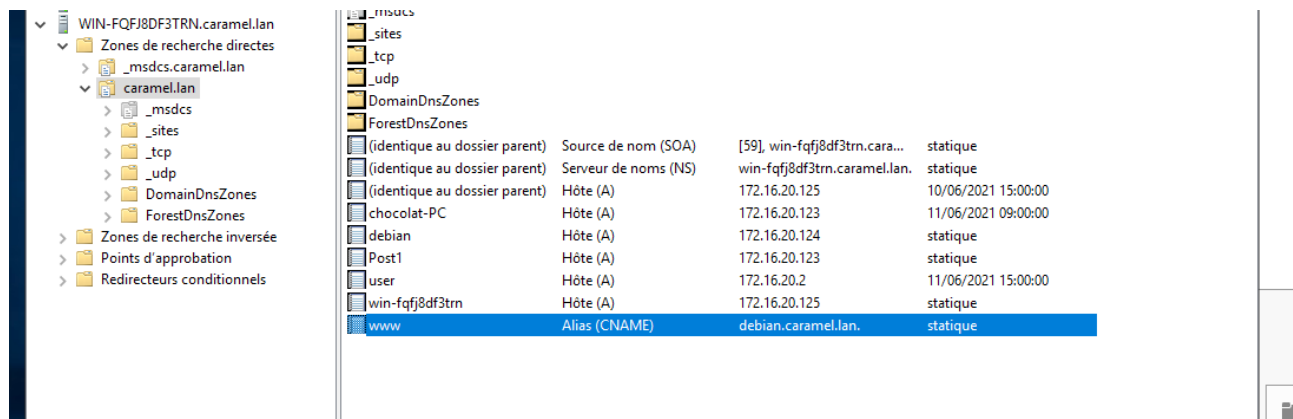 WIN-FQFJ8DF3TRN.caramel.lan
Zones de recherche directes
_msdcs.caramel.lan
caramel.lan
_msdcs
_sites
_tcp
_udp
DomainDnsZones
ForestDnsZones
Zones de recherche inversée
Points d'approbation
Redirecteurs conditionnels
_msdcs
_sites
_tcp
_udp
DomainDnsZones
ForestDnsZones
(identique au dossier parent) Source de nom (SOA) [59], win-fqfj8df3trn.cara... statique
(identique au dossier parent) Serveur de noms (NS) win-fqfj8df3trn.caramel.lan. statique
(identique au dossier parent) Hôte (A) 172.16.20.125 10/06/2021 15:00:00
chocolat-PC Hôte (A) 172.16.20.123 11/06/2021 09:00:00
debian Hôte (A) 172.16.20.124 statique
Post1 Hôte (A) 172.16.20.123 statique
user Hôte (A) 172.16.20.2 11/06/2021 15:00:00
win-fqfj8df3trn Hôte (A) 172.16.20.125 statique
www Alias (CNAME) debian.caramel.lan. statique